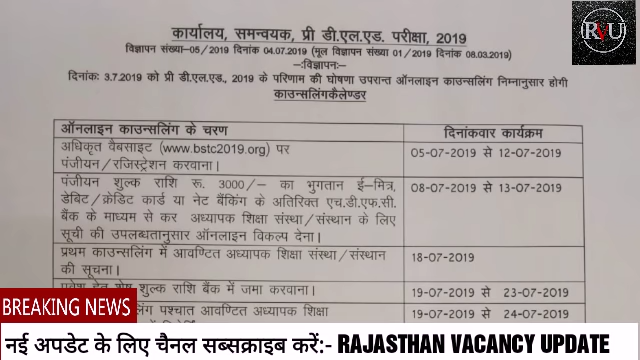 कार्यालय, समन्वयक, प्री डी.एल.एड. परीक्षा, 2019
विज्ञापन संख्या-05/2019 दिनांक 04.07.2019 (मूल विज्ञापन संख्या 01/2019 दिनांक 08.03.2019)
-:विज्ञापन:-
दिनांक: 3.7.2019 को प्री डी.एल.एड., 2019 के परिणाम की घोषणा उपरान्त ऑनलाइन काउन्सलिंग निम्नानुसार होगी
काउन्सलिंगकैलेण्डर
ऑनलाइन काउन्सलिंग के चरण दिनांकवार कार्यक्रम
अधिकृत वैबसाइट (www.bstc2019.org) पर 05-07-2019 से 12-07-2019
पंजीयन/रजिस्ट्रेशन करवाना।
पंजीयन शुल्क राशि रू. 3000/- का भुगतान ई-मित्र, 08-07-2019 से 13-07-2019
डेबिट/क्रेडिट कार्ड या नेट बैंकिंग के अतिरिक्त एच.डी.एफ.सी.
बैंक के माध्यम से कर अध्यापक शिक्षा संस्था/संस्थान के लिए
सूची की उपलब्धतानुसार ऑनलाइन विकल्प देना।
प्रथम काउन्सलिंग में आवण्टित अध्यापक शिक्षा संस्था/संस्थान 18-07-2019
की सूचना।
प्रवेश हेतु शेष शुल्क राशि बैंक में जमा करवाना। 19-07-2019 से 23-07-2019
पश्चात आवण्टित अध्यापक शिक्षा 19-07-2019 से 24-07-2019
RVU
BREAKING NEWS
नई अपडेट के लिए चैनल सब्सक्राइब करें:- RAJASTHAN VACANCY UPDATE